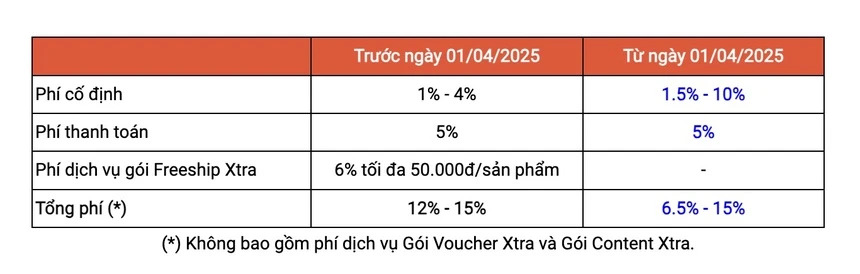 Trước ngày 01/04/2025 Từ ngày 01/04/2025
Phí cố định 1% - 4% 1.5% - 10%
Phí thanh toán 5% 5%
Phí dịch vụ gói Freeship Xtra 6% tối đa 50.000đ/sản phẩm -
Tổng phí (*) 12% - 15% 6.5% - 15%
(*) Không bao gồm phí dịch vụ Gói Voucher Xtra và Gói Content Xtra.